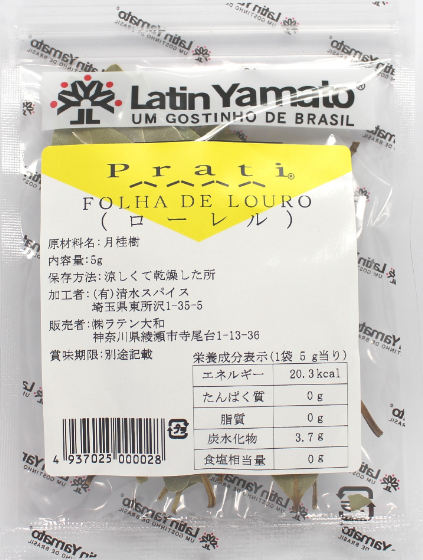 Latin Yamato®
UM GOSTINHO DE BRASIL
Prati®
FOLHA DE LOURO
(ローレル)
原材料名:月桂樹
内容量:5g
保存方法:涼しくて乾燥した所
加工者:(有)清水スパイス
埼玉県東所沢1-35-5
販売者:㈱ラテン大和
神奈川県綾瀬市寺尾台1-13-36
賞味期限:別途記載
栄養成分表示(1袋 5g当り)
エネルギー 20.3kcal
たんぱく質 0g
脂質 0g
炭水化物 3.7g
食塩相当量 0g
4 937025 000028